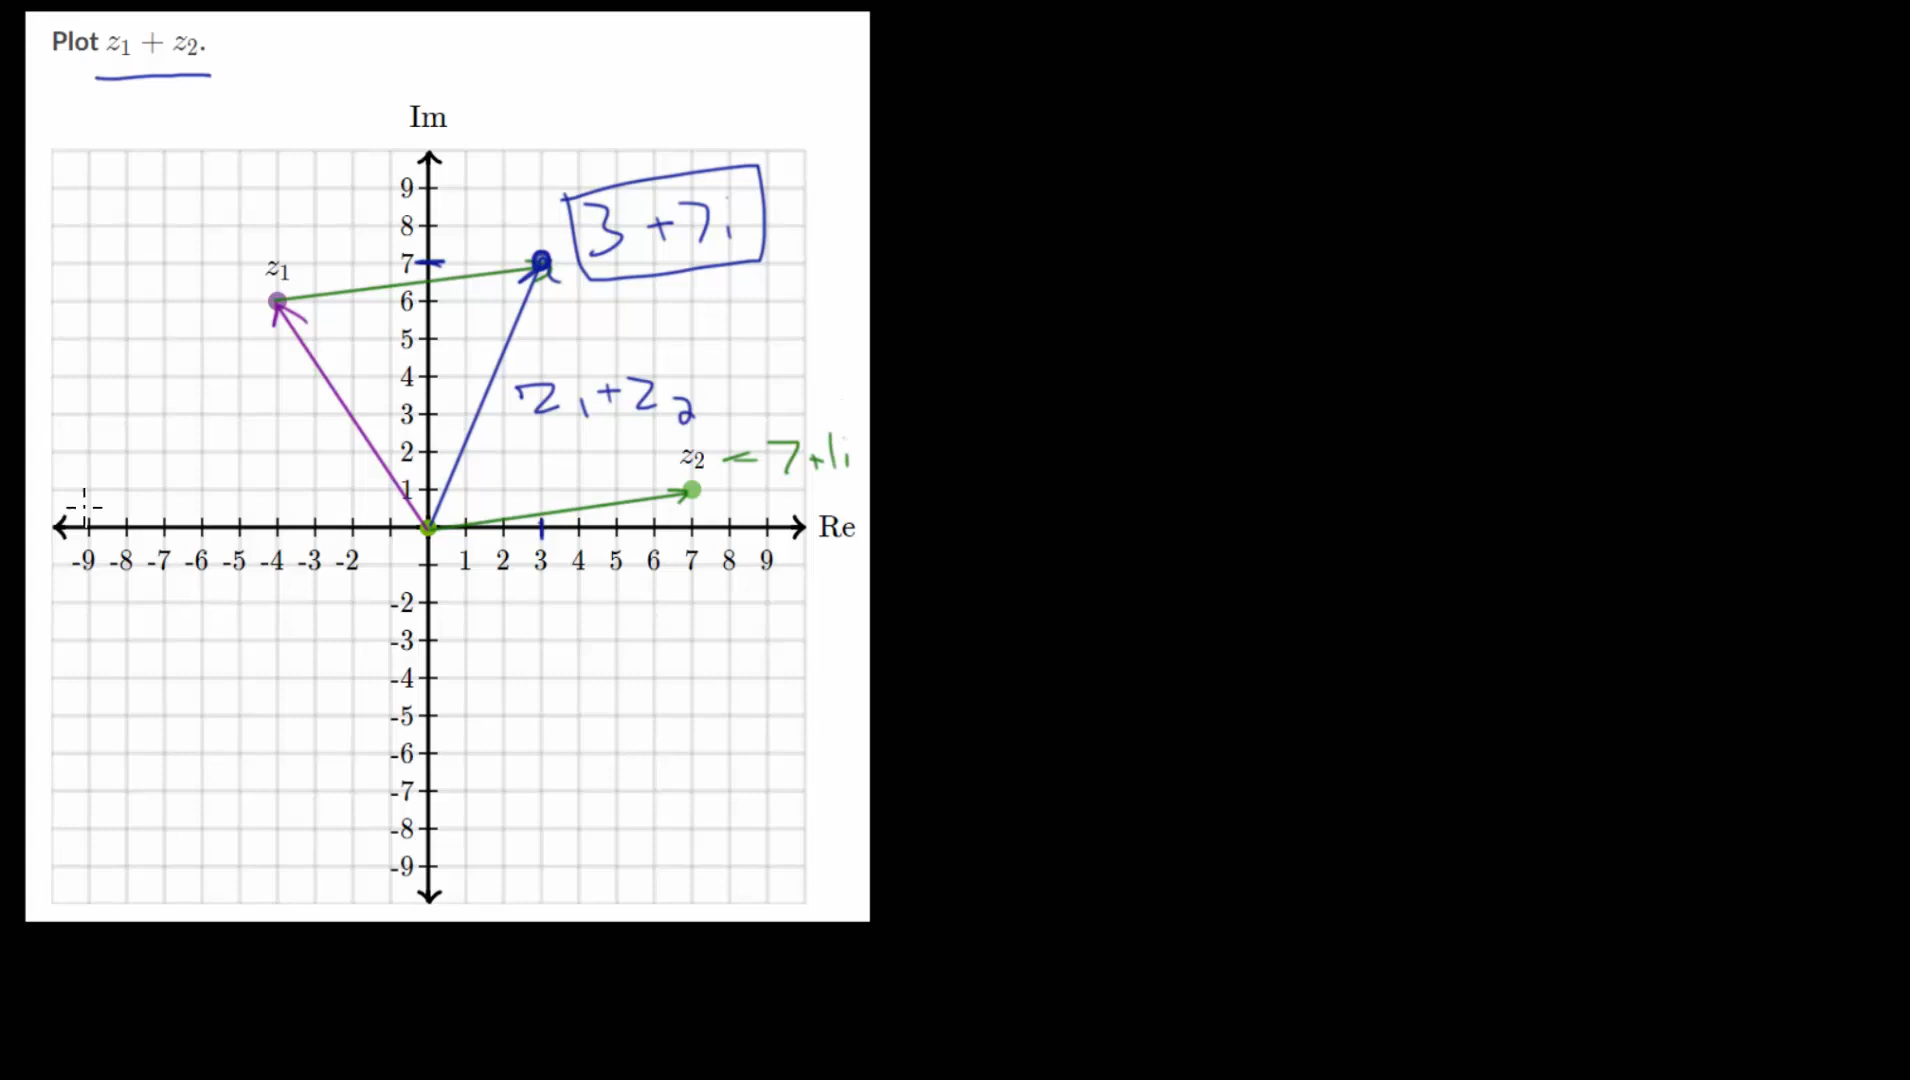 Plot z₁ + z₂.
Im
9
8
3 + 7i
7
z₁
6
5
4
z₁ + z₂
3
2
z₂ = 7 + 1i
1
Re
-9 -8 -7 -6 -5 -4 -3 -2 1 2 3 4 5 6 7 8 9
-2
-3
-4
-5
-6
-7
-8
-9